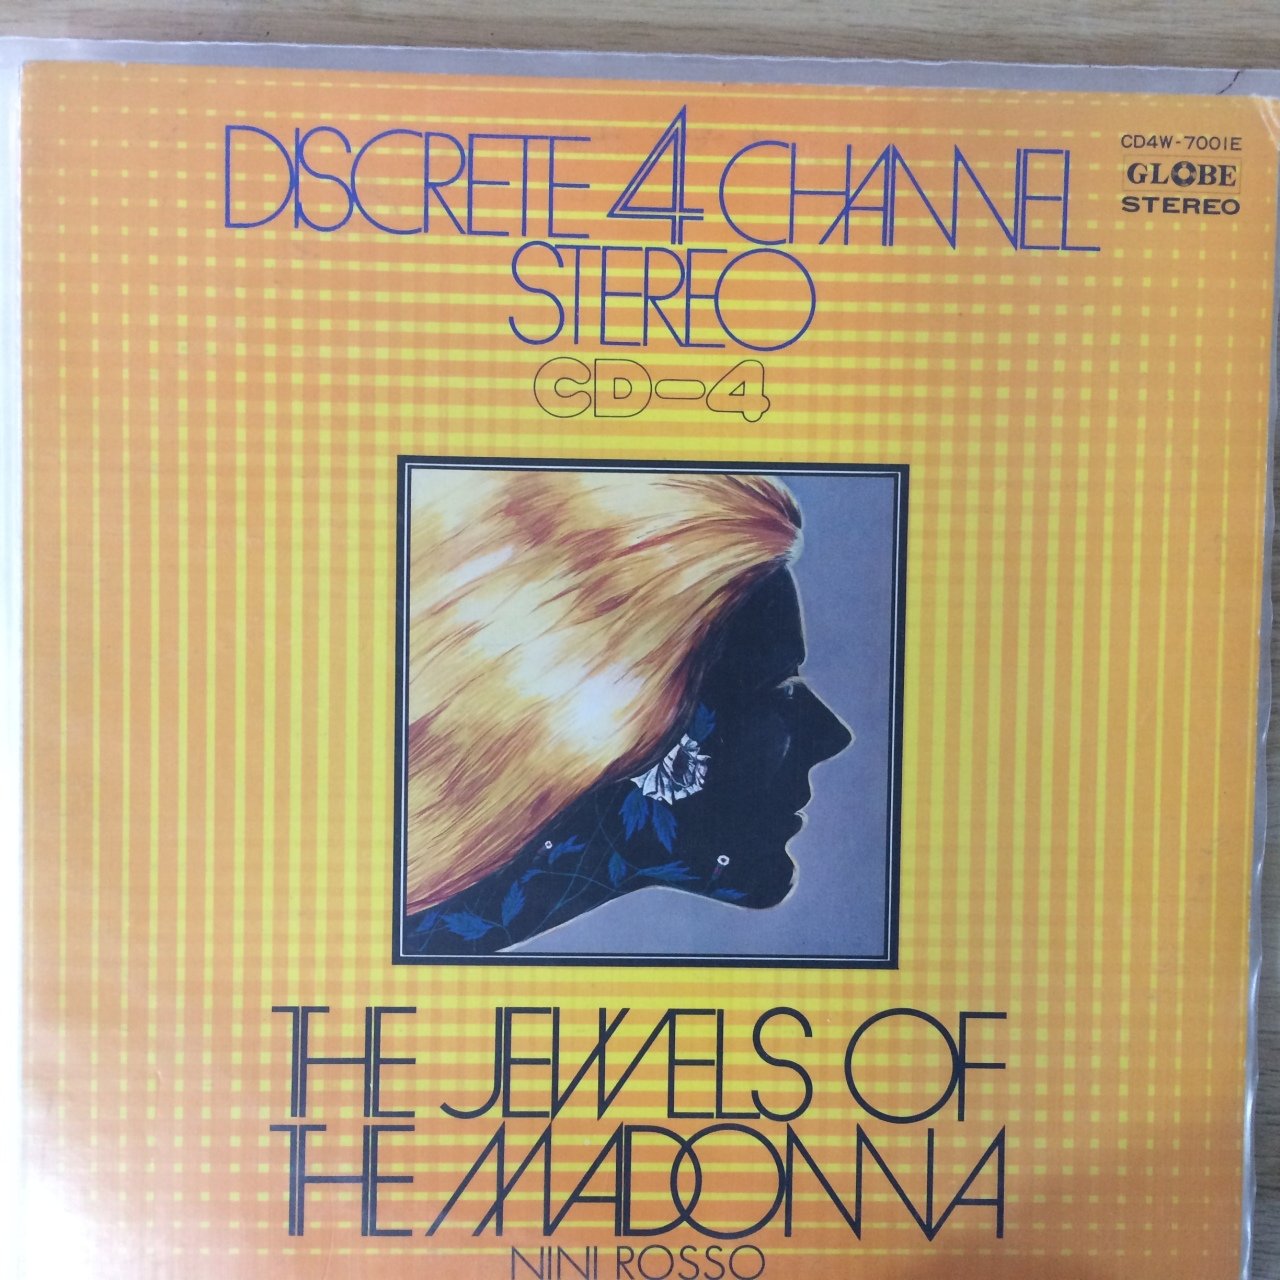 DISCRETE 4 CHANNEL
STEREO
CD-4
CD4W-7001E
GLOBE
STEREO
THE JEWELS OF
THE MADONNA
NINI ROSSO